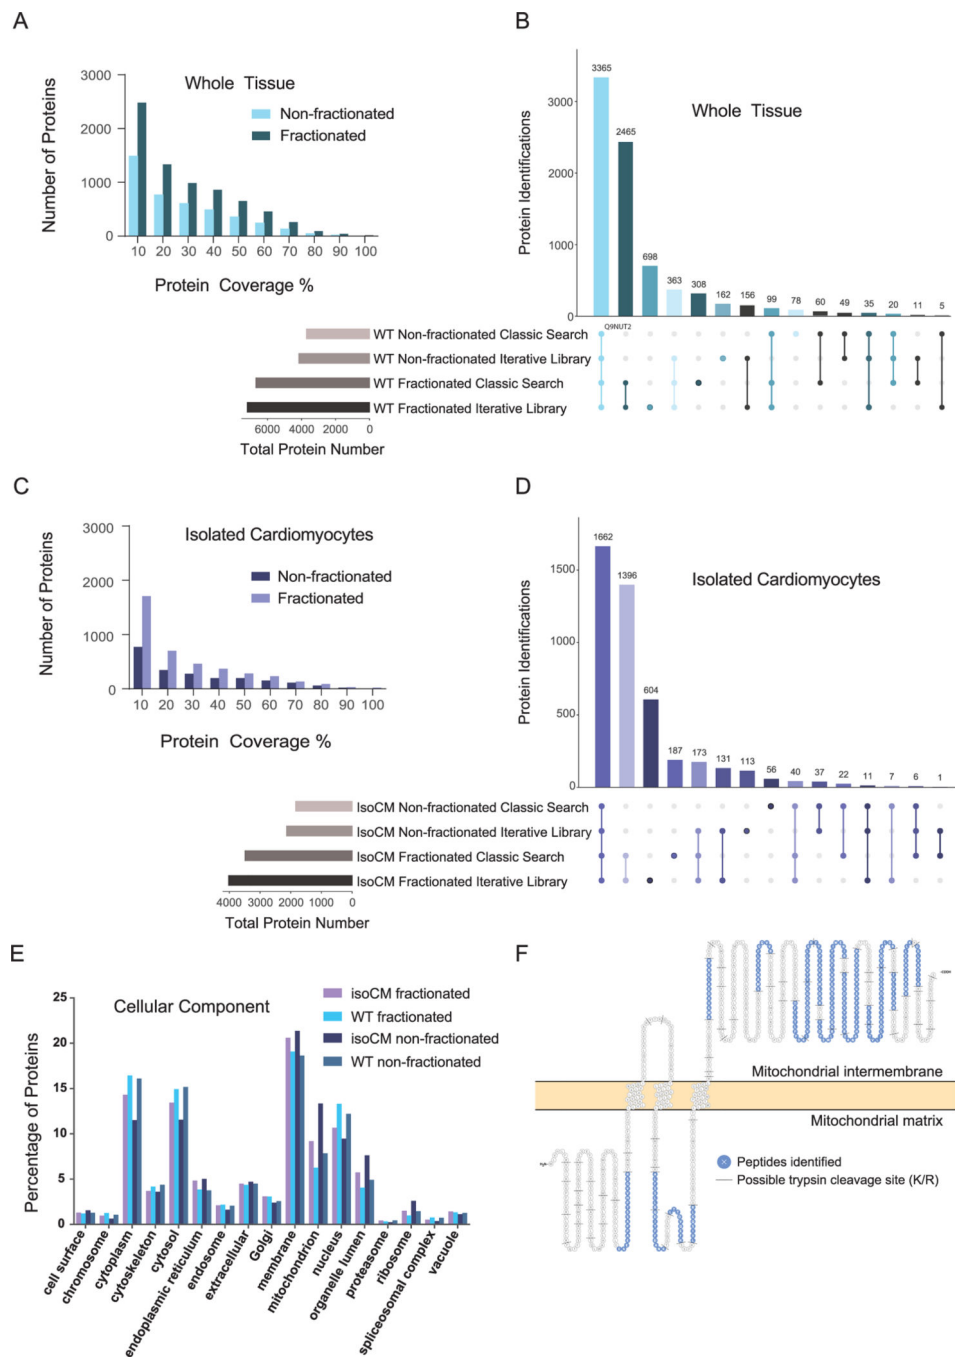 A
Number of Proteins
3000
2000
1000
0
Whole Tissue
Non-fractionated
Fractionated
10 20 30 40 50 60 70 80 90 100
Protein Coverage %
B
Protein Identifications
3000
2000
1000
0
Whole Tissue
3365 2465 698 363 308 162 156 99 78 60 49 35 20 11 5
Q9NUT2
WT Non-fractionated Classic Search
WT Non-fractionated Iterative Library
WT Fractionated Classic Search
WT Fractionated Iterative Library
6000 4000 2000 0
Total Protein Number
C
Number of Proteins
3000
2000
1000
0
Isolated Cardiomyocytes
Non-fractionated
Fractionated
10 20 30 40 50 60 70 80 90 100
Protein Coverage %
D
Protein Identifications
1500
1000
500
0
Isolated Cardiomyocytes
1662 1396 604 187 173 131 113 56 40 37 22 11 7 6 1
IsoCM Non-fractionated Classic Search
IsoCM Non-fractionated Iterative Library
IsoCM Fractionated Classic Search
IsoCM Fractionated Iterative Library
4000 3000 2000 1000 0
Total Protein Number
E
Percentage of Proteins
25
20
15
10
5
0
Cellular Component
isoCM fractionated
WT fractionated
isoCM non-fractionated
WT non-fractionated
cell surface
chromosome
cytoplasm
cytoskeleton
cytosol
endoplasmic reticulum
endosome
extracellular
Golgi
membrane
mitochondrion
nucleus
organelle lumen
proteasome
ribosome
spliceosomal complex
vacuole
F
Mitochondrial intermembrane
Mitochondrial matrix
Peptides identified
Possible trypsin cleavage site (K/R)